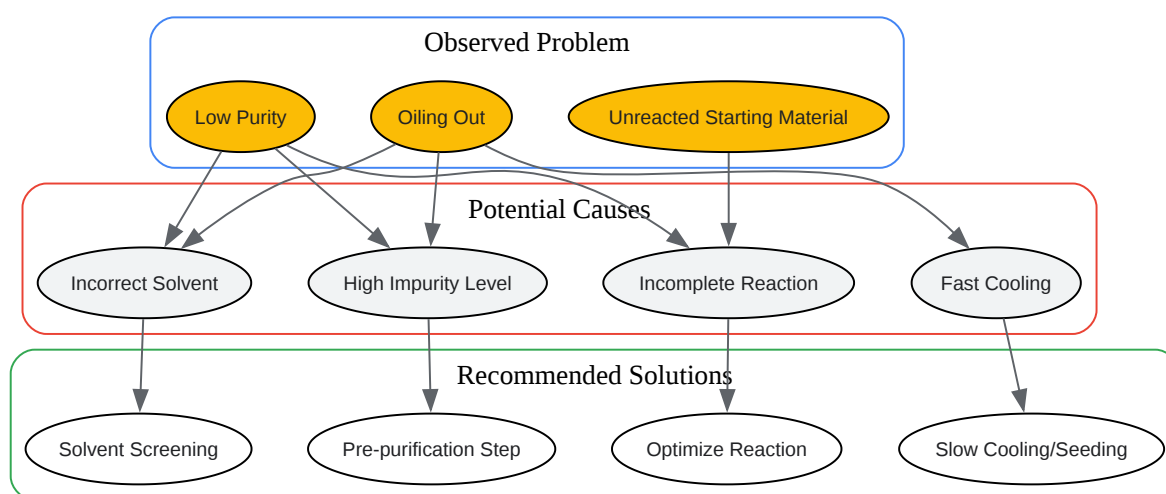 Observed Problem
Low Purity
Oiling Out
Unreacted Starting Material
Potential Causes
Incorrect Solvent
High Impurity Level
Incomplete Reaction
Fast Cooling
Recommended Solutions
Solvent Screening
Pre-purification Step
Optimize Reaction
Slow Cooling/Seeding